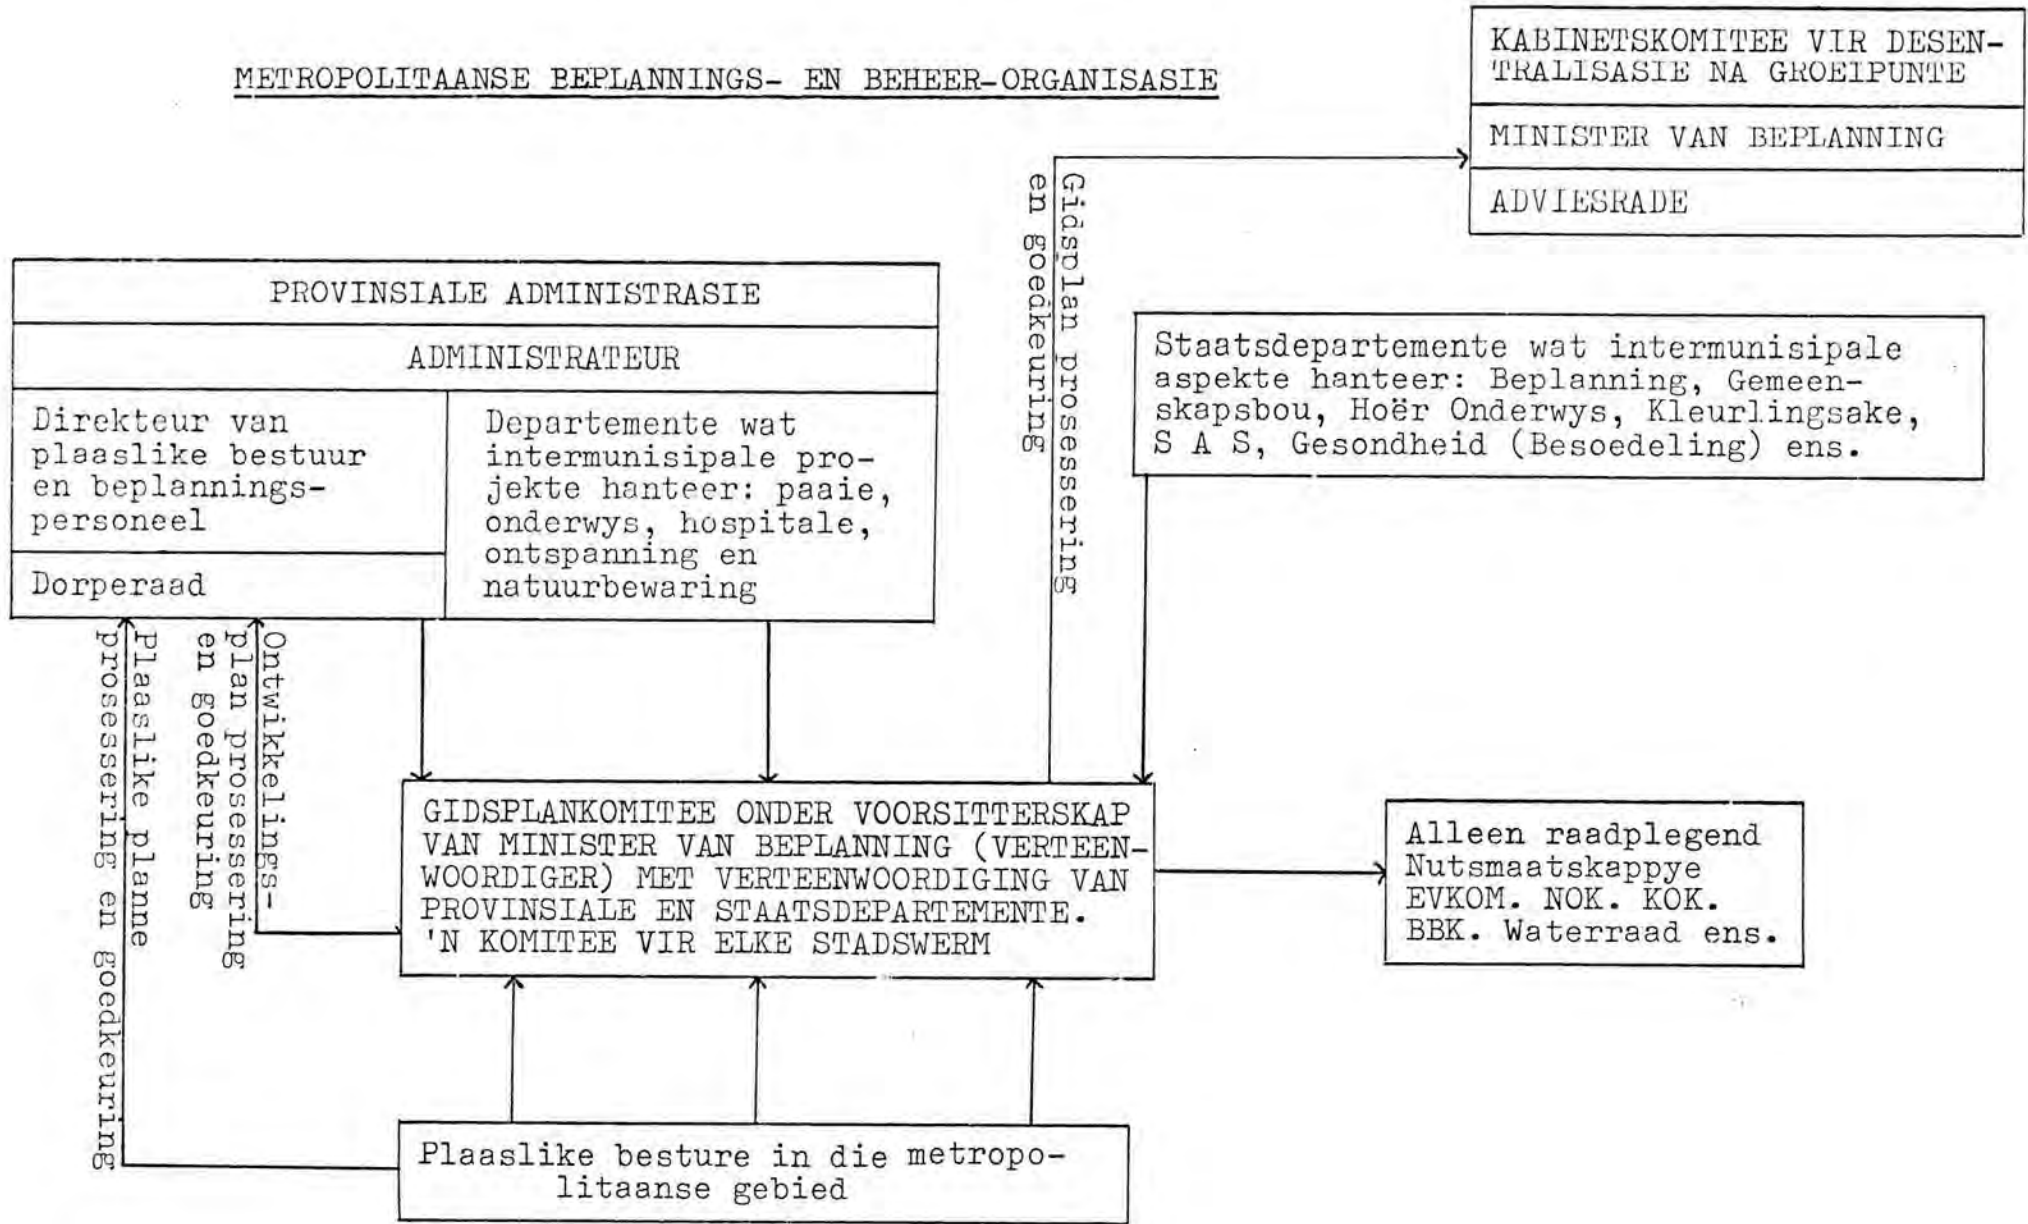 METROPOLITAANSE BEPLANNINGS- EN BEHEER-ORGANISASIE
KABINETSKOMITEE VIR DESEN-
TRALISASIE NA GROEIPUNTE
MINISTER VAN BEPLANNING
ADVIESRADE
Gidsplan prosessering
en goedkeuring
PROVINSIALE ADMINISTRASIE
ADMINISTRATEUR
Direkteur van
plaaslike bestuur
en beplannings-
personeel
Dorperaad
Departemente wat
intermunisipale pro-
jekte hanteer: paaie,
onderwys, hospitale,
ontspanning en
natuurbewaring
Staatsdepartemente wat intermunisipale
aspekte hanteer: Beplanning, Gemeen-
skapsbou, Hoër Onderwys, Kleurlingsake,
S A S, Gesondheid (Besoedeling) ens.
Plaaslike planne
prosessering en goedkeuring
Ontwikkelings-
plan prosessering
en goedkeuring
GIDSPLANKOMITEE ONDER VOORSITTERSKAP
VAN MINISTER VAN BEPLANNING (VERTEEN-
WOORDIGER) MET VERTEENWOORDIGING VAN
PROVINSIALE EN STAATSDEPARTEMENTE.
'N KOMITEE VIR ELKE STADSWERM
Alleen raadplegend
Nutsmaatskappye
EVKOM. NOK. KOK.
BBK. Waterraad ens.
Plaaslike besture in die metropo-
litaanse gebied